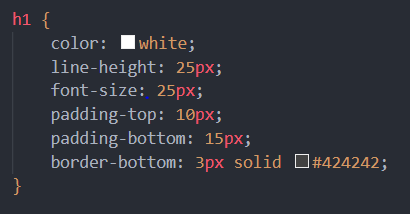 h1 {
    color: white;
    line-height: 25px;
    font-size: 25px;
    padding-top: 10px;
    padding-bottom: 15px;
    border-bottom: 3px solid #424242;
}